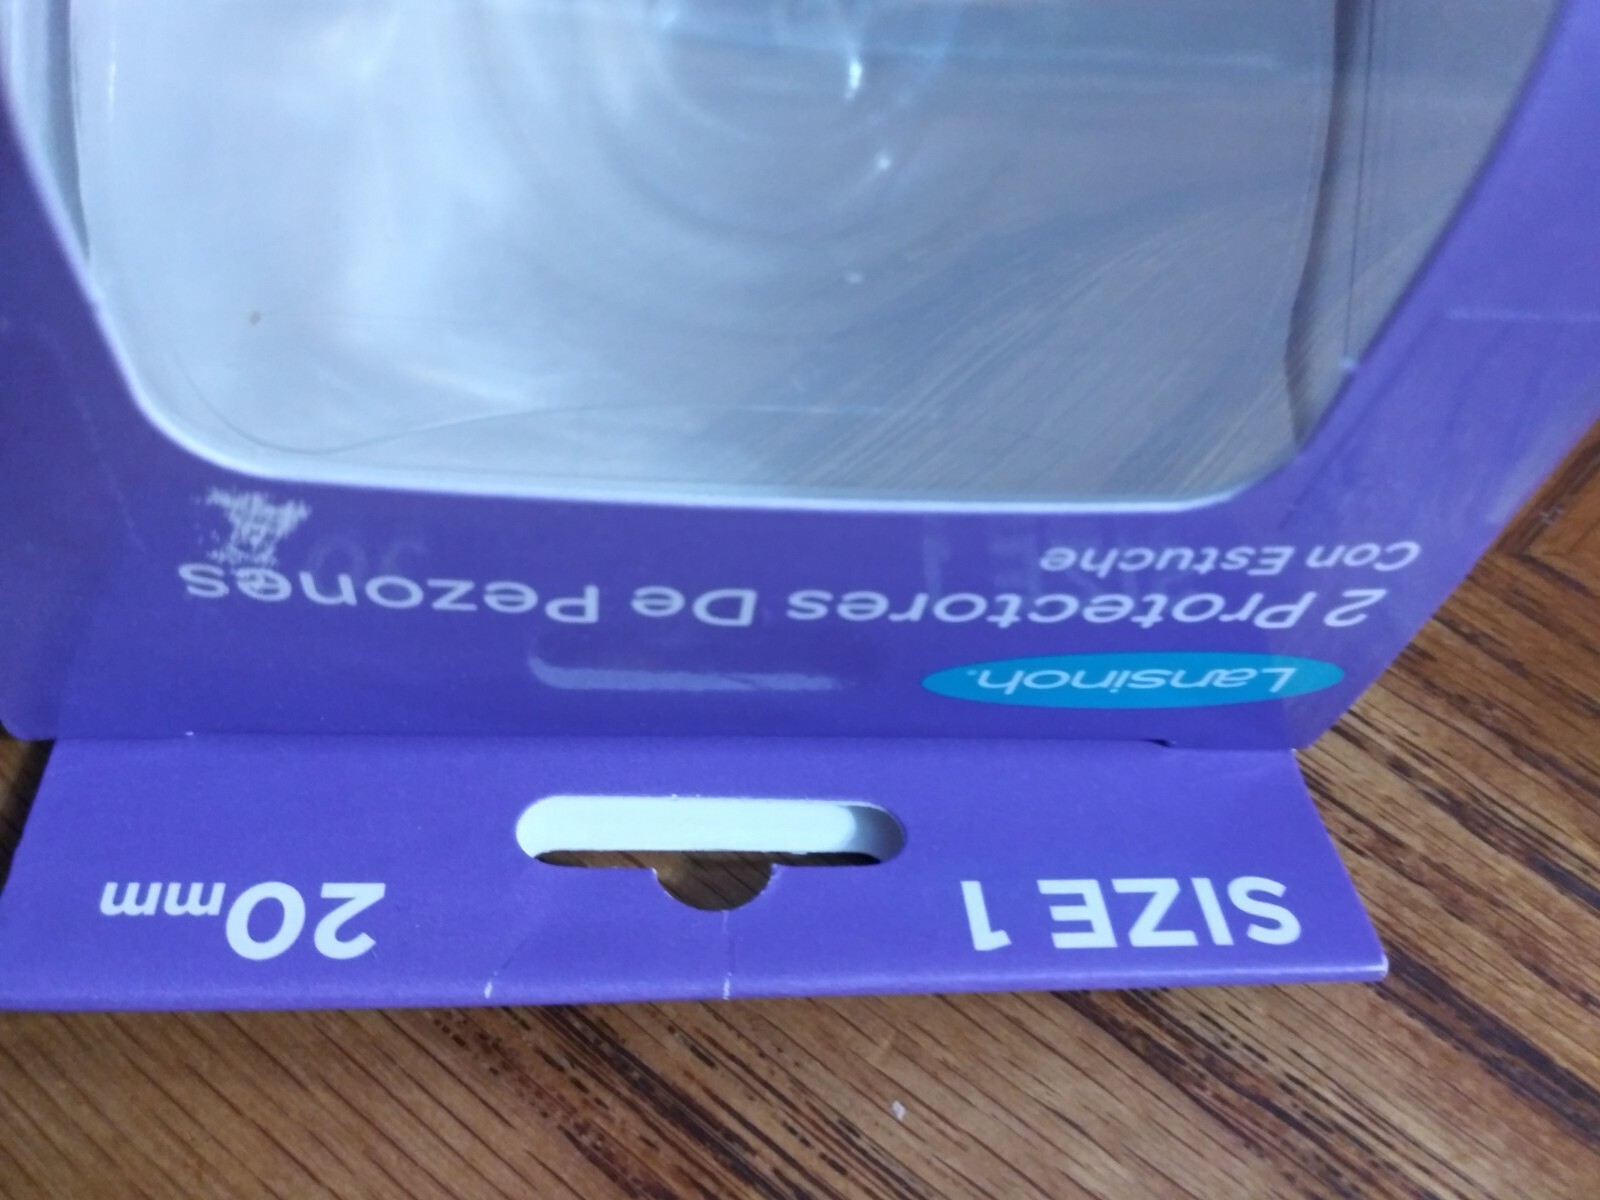 SIZE 1
20mm
Lansinoh.
2 Protectores De Pezones
Con Estuche